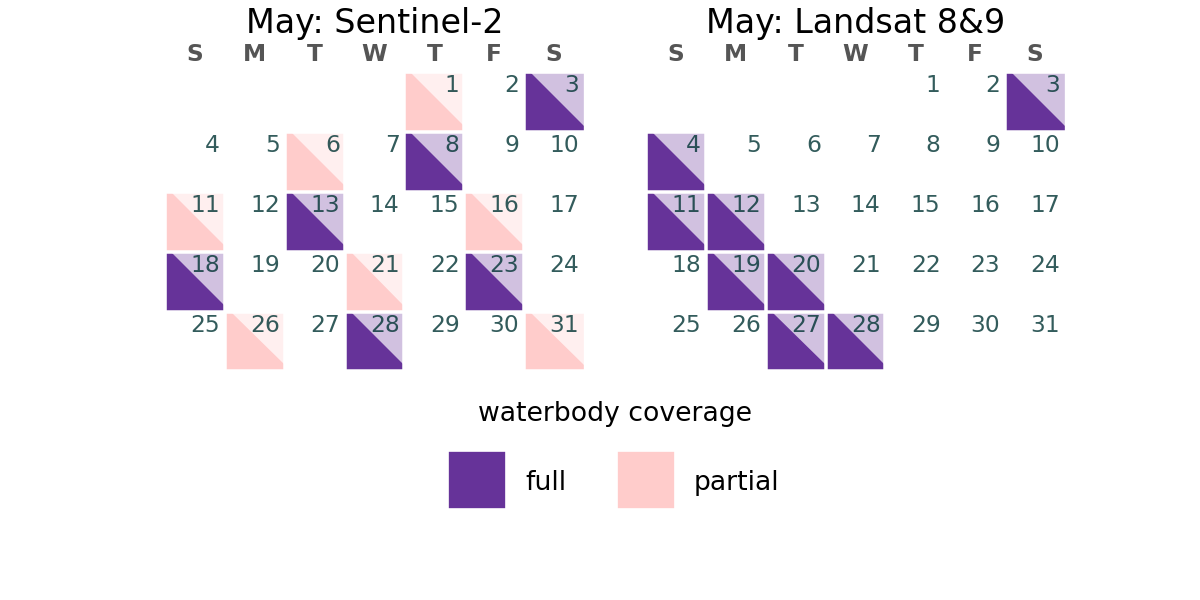 May: Sentinel-2
S M T W T F S
1 2 3
4 5 6 7 8 9 10
11 12 13 14 15 16 17
18 19 20 21 22 23 24
25 26 27 28 29 30 31
May: Landsat 8&9
S M T W T F S
1 2 3
4 5 6 7 8 9 10
11 12 13 14 15 16 17
18 19 20 21 22 23 24
25 26 27 28 29 30 31
waterbody coverage
full partial